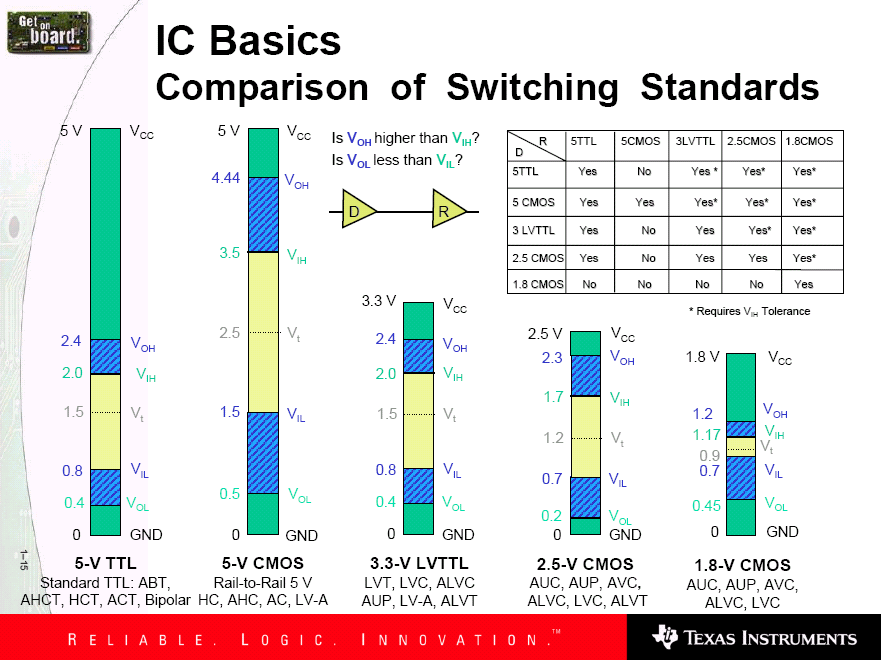 Get on board.
IC Basics
Comparison of Switching Standards
5 V VCC
2.4 VOH
2.0 VIH
1.5 Vt
0.8 VIL
0.4 VOL
0 GND
5-V TTL
Standard TTL: ABT,
AHCT, HCT, ACT, Bipolar
5 V VCC
4.44 VOH
3.5 VIH
2.5 Vt
1.5 VIL
0.5 VOL
0 GND
5-V CMOS
Rail-to-Rail 5 V
HC, AHC, AC, LV-A
Is VOH higher than VIH?
Is VOL less than VIL?
D R
3.3 V VCC
2.4 VOH
2.0 VIH
1.5 Vt
0.8 VIL
0.4 VOL
0 GND
3.3-V LVTTL
LVT, LVC, ALVC
AUP, LV-A, ALVT
R
D
5TTL 5CMOS 3LVTTL 2.5CMOS 1.8CMOS
5TTL Yes No Yes * Yes* Yes*
5 CMOS Yes Yes Yes* Yes* Yes*
3 LVTTL Yes No Yes Yes* Yes*
2.5 CMOS Yes No Yes Yes Yes*
1.8 CMOS No No No No Yes
* Requires VIH Tolerance
2.5 V VCC
2.3 VOH
1.7 VIH
1.2 Vt
0.7 VIL
0.2 VOL
0 GND
2.5-V CMOS
AUC, AUP, AVC,
ALVC, LVC, ALVT
1.8 V VCC
1.2 VOH
1.17 VIH
0.9 Vt
0.7 VIL
0.45 VOL
0 GND
1.8-V CMOS
AUC, AUP, AVC,
ALVC, LVC
1–15
RELIABLE. LOGIC. INNOVATION.™
TEXAS INSTRUMENTS